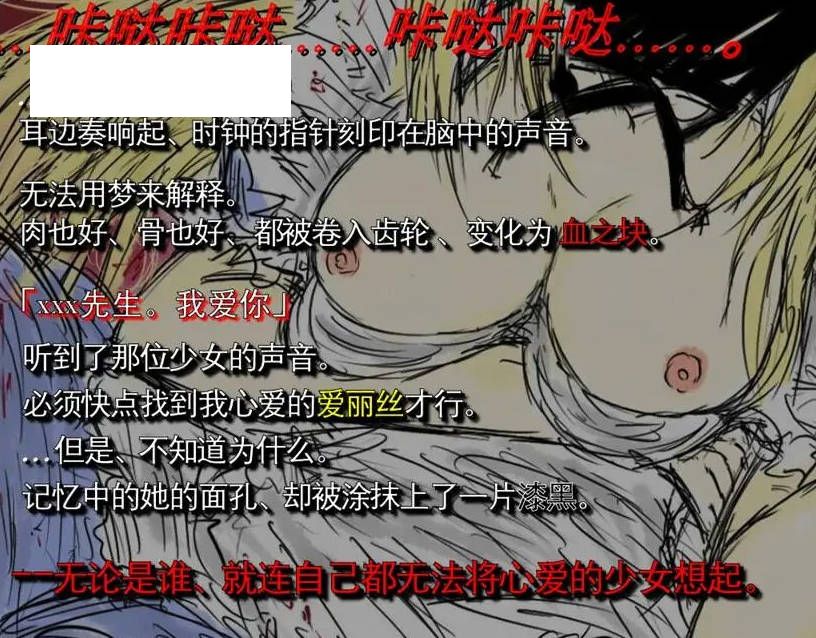 ...咔哒咔哒......咔哒咔哒......。
耳边奏响起、时钟的指针刻印在脑中的声音。
无法用梦来解释。
肉也好、骨也好、都被卷入齿轮、变化为血之块。
「xxx先生。我爱你」
听到了那位少女的声音。
必须快点找到我心爱的爱丽丝才行。
...但是、不知道为什么。
记忆中的她的面孔、却被涂抹上了一片漆黑。
——无论是谁、就连自己都无法将心爱的少女想起。